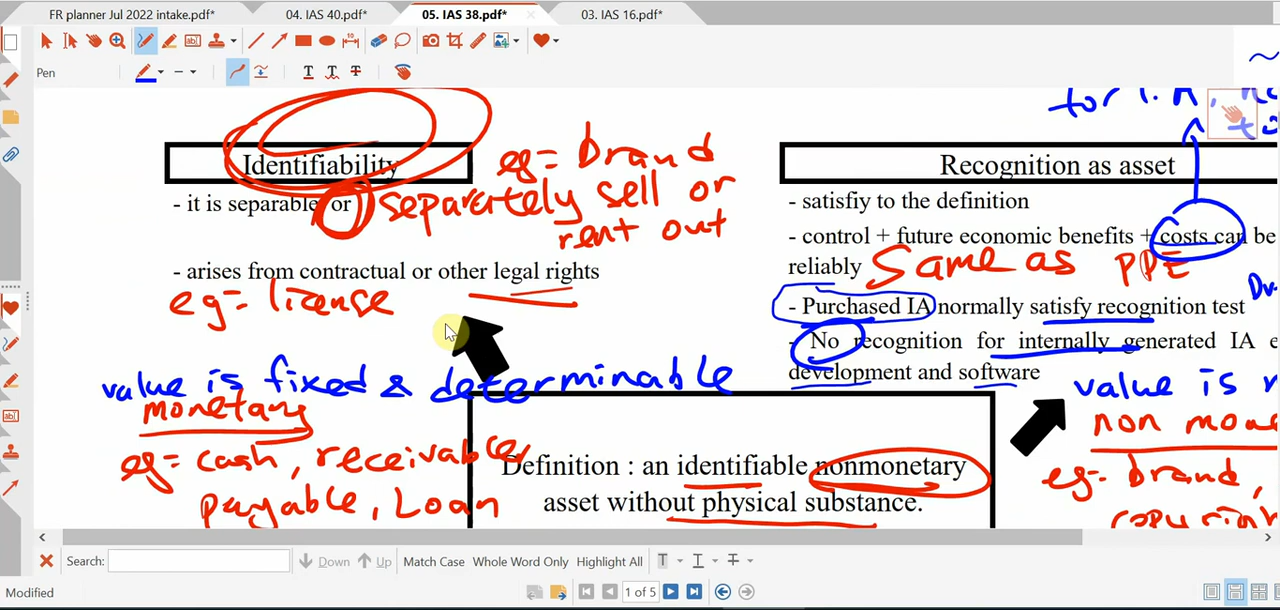 FR planner Jul 2022 intake.pdf*
04. IAS 40.pdf*
05. IAS 38.pdf*
03. IAS 16.pdf*
Pen
Identifiability
eg= brand
- it is separable or
separately sell or
rent out
- arises from contractual or other legal rights
eg= license
for I.A,
Recognition as asset
- satisfiy to the definition
- control + future economic benefits + costs can be
reliably
Same as PPE
- Purchased IA normally satisfy recognition test
- No recognition for internally generated IA e
development and software
value is fixed & determinable
monetary
eg= cash, receivable,
payable, Loan
value is
non
eg= brand,
Definition : an identifiable nonmonetary
asset without physical substance.
Search:
Down
Up
Match Case
Whole Word Only
Highlight All
Modified
1 of 5